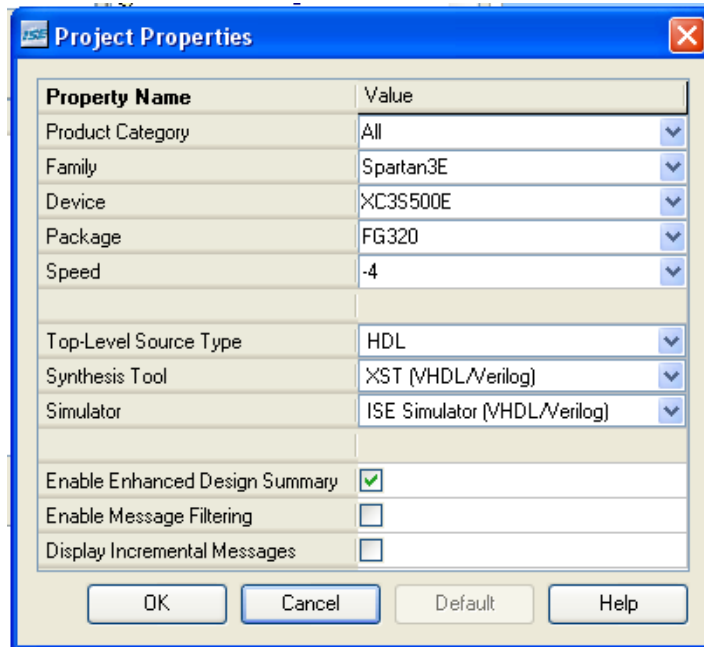 ISE Project Properties
Property Name Value
Product Category All
Family Spartan3E
Device XC3S500E
Package FG320
Speed -4
Top-Level Source Type HDL
Synthesis Tool XST (VHDL/Verilog)
Simulator ISE Simulator (VHDL/Verilog)
Enable Enhanced Design Summary
Enable Message Filtering
Display Incremental Messages
OK Cancel Default Help